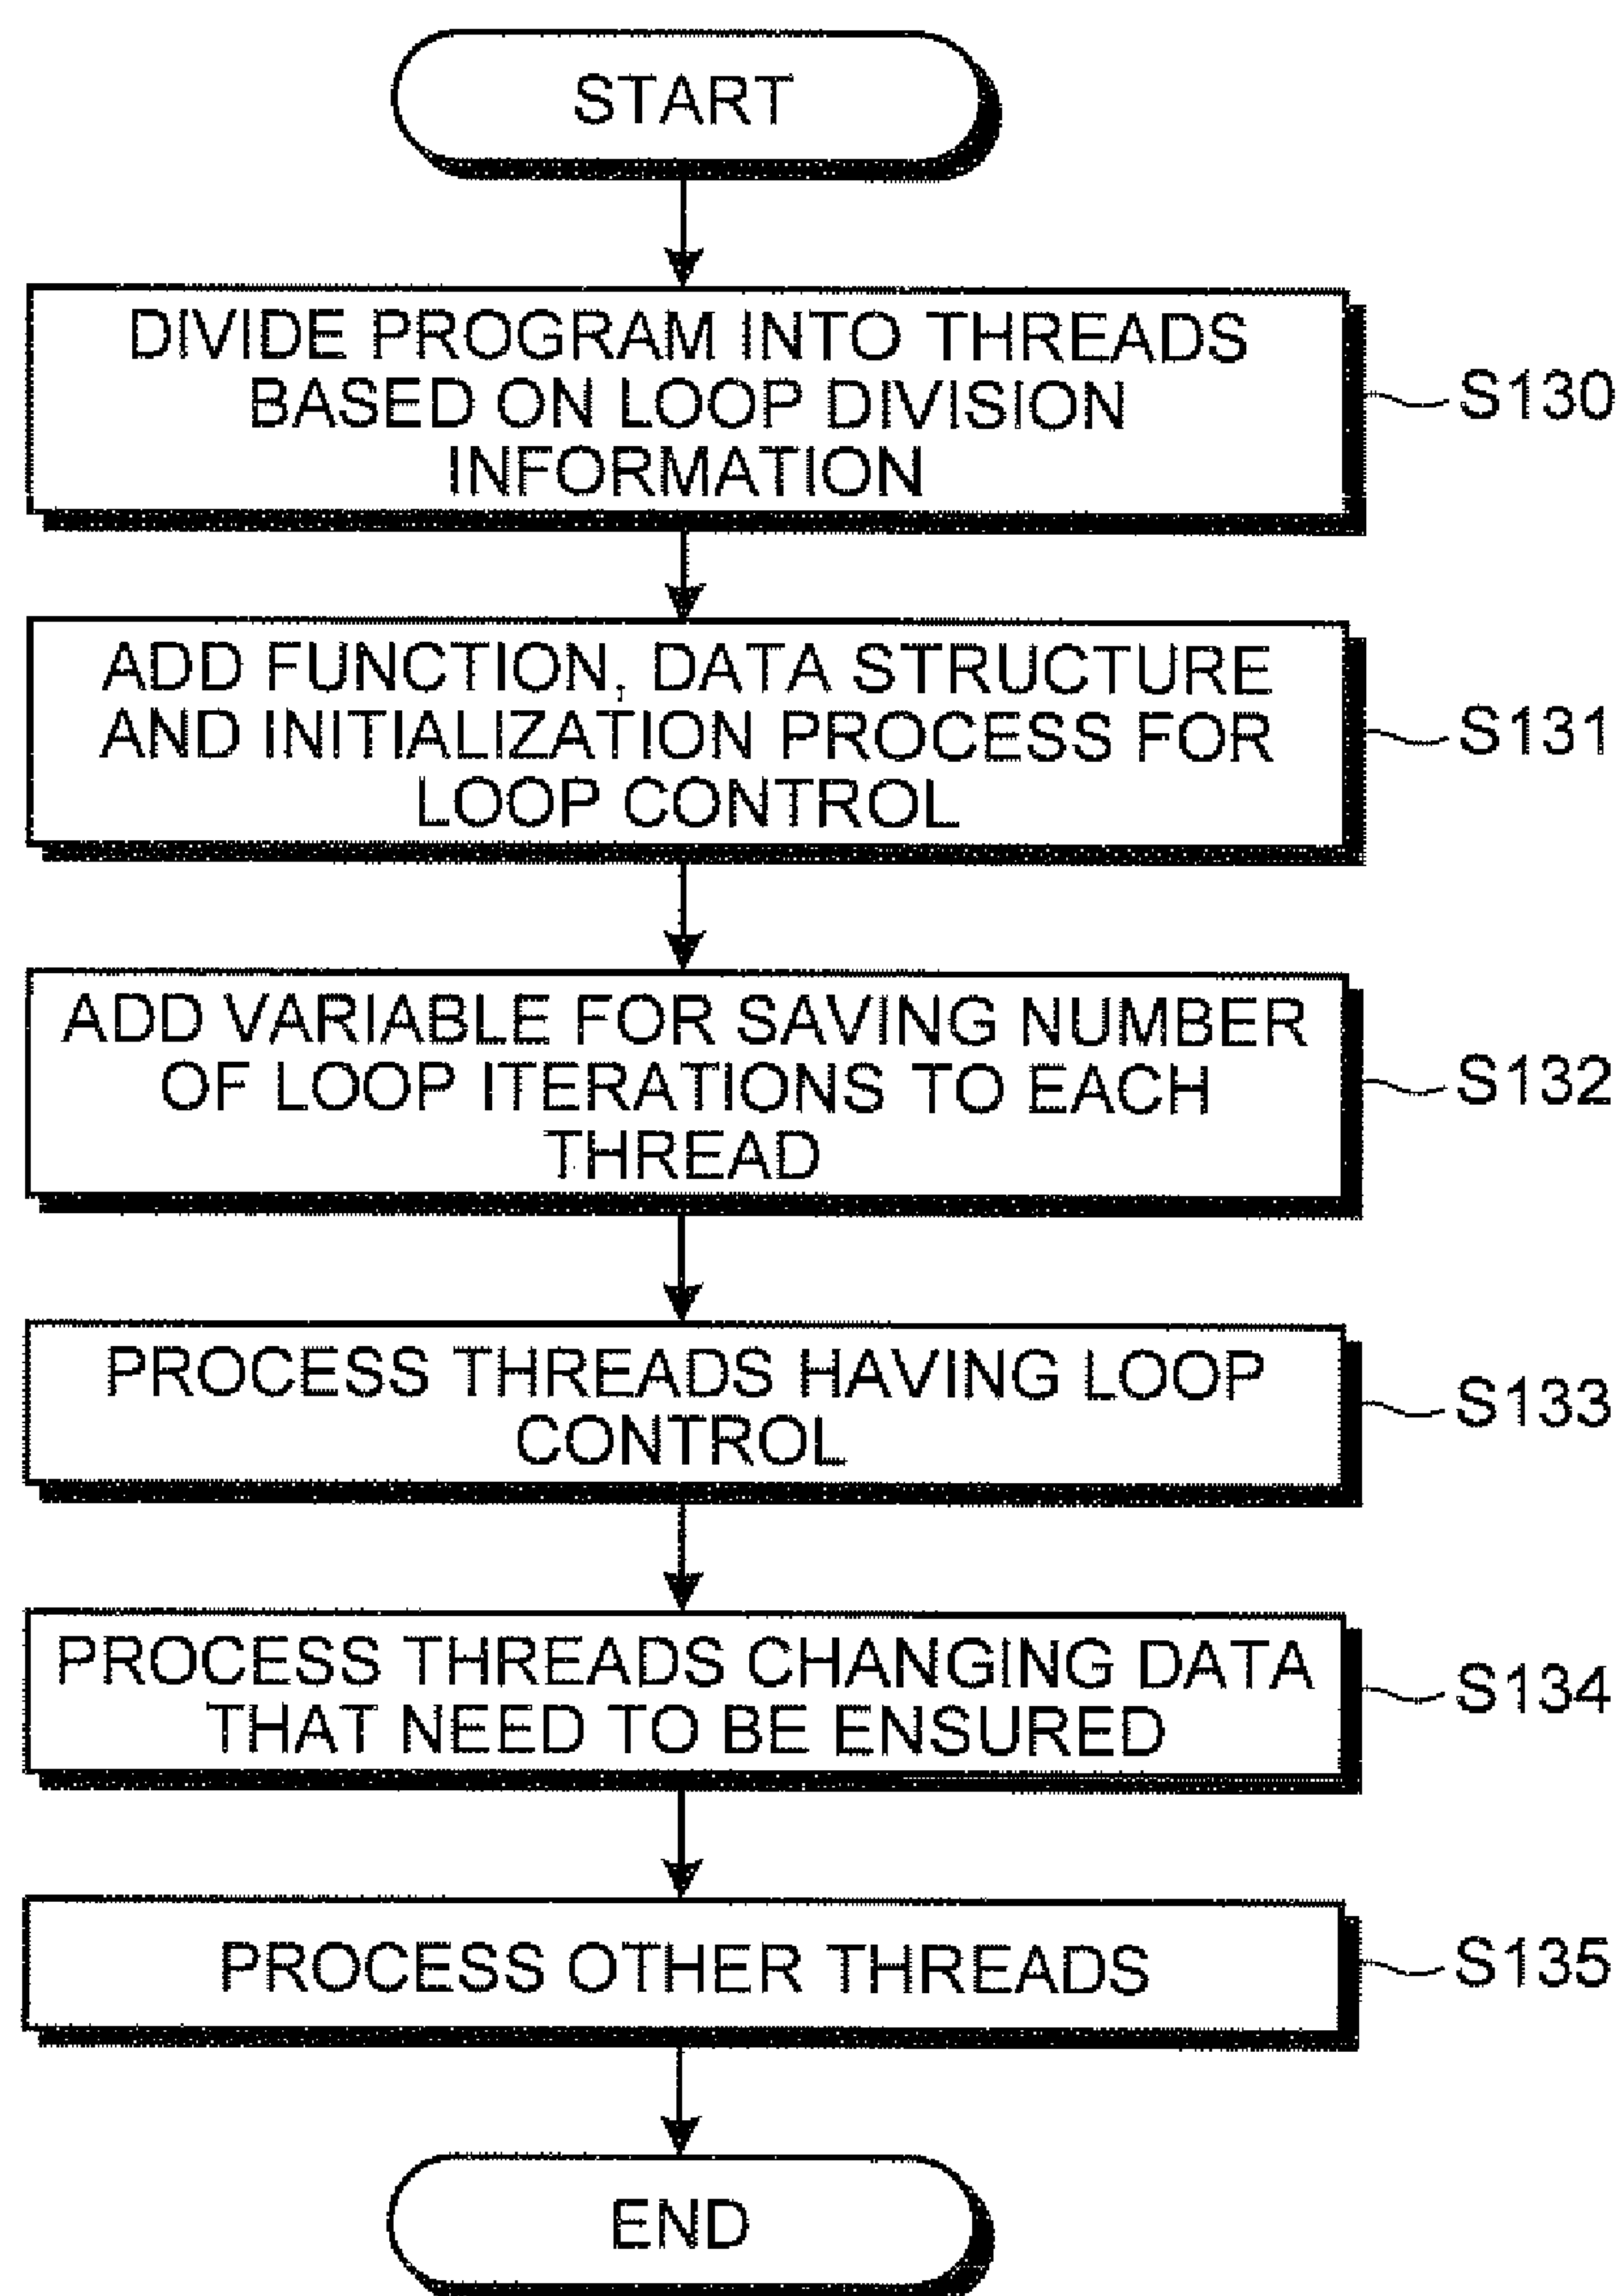 START
DIVIDE PROGRAM INTO THREADS
BASED ON LOOP DIVISION
INFORMATION
S130
ADD FUNCTION, DATA STRUCTURE
AND INITIALIZATION PROCESS FOR
LOOP CONTROL
S131
ADD VARIABLE FOR SAVING NUMBER
OF LOOP ITERATIONS TO EACH
THREAD
S132
PROCESS THREADS HAVING LOOP
CONTROL
S133
PROCESS THREADS CHANGING DATA
THAT NEED TO BE ENSURED
S134
PROCESS OTHER THREADS
S135
END